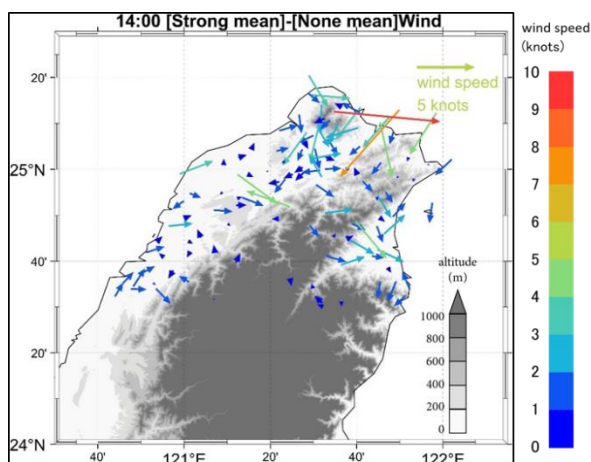 14:00 [Strong mean]-[None mean]Wind
wind speed
(knots)
wind speed
5 knots
20'
25°N
40'
20'
24°N
40'
121°E
20'
40'
122°E
altitude
(m)
1000
800
600
400
200
0
10
9
8
7
6
5
4
3
2
1
0